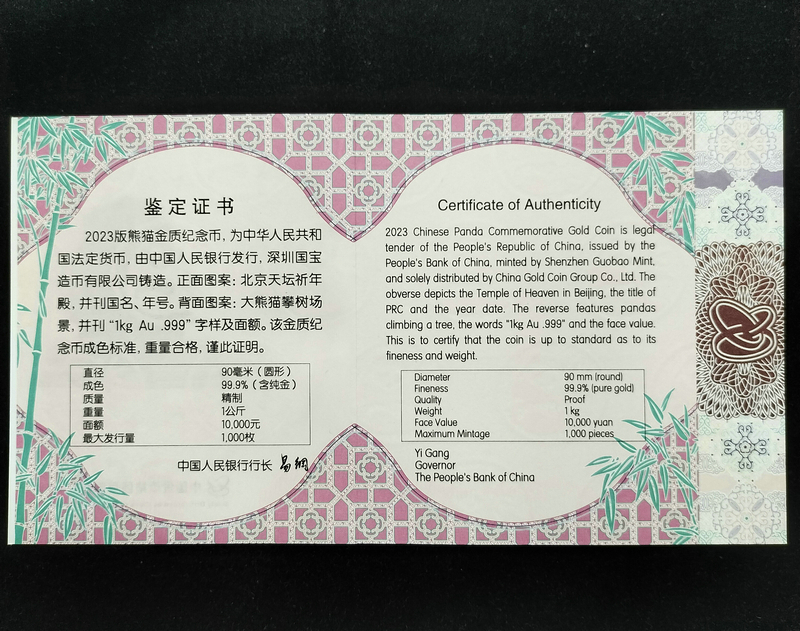 鉴定证书
2023版熊猫金质纪念币，为中华人民共和
国法定货币，由中国人民银行发行，深圳国宝
造币有限公司铸造。正面图案：北京天坛祈年
殿，并刊国名、年号。背面图案：大熊猫攀树场
景，并刊“1kg Au .999”字样及面额。该金质纪
念币成色标准，重量合格，谨此证明。
直径 90毫米（圆形）
成色 99.9%（含纯金）
质量 精制
重量 1公斤
面额 10,000元
最大发行量 1,000枚
中国人民银行行长 易纲
Certificate of Authenticity
2023 Chinese Panda Commemorative Gold Coin is legal
tender of the People's Republic of China, issued by the
People's Bank of China, minted by Shenzhen Guobao Mint,
and solely distributed by China Gold Coin Group Co., Ltd. The
obverse depicts the Temple of Heaven in Beijing, the title of
PRC and the year date. The reverse features pandas
climbing a tree, the words "1kg Au .999" and the face value.
This is to certify that the coin is up to standard as to its
fineness and weight.
Diameter 90 mm (round)
Fineness 99.9% (pure gold)
Quality Proof
Weight 1 kg
Face Value 10,000 yuan
Maximum Mintage 1,000 pieces
Yi Gang
Governor
The People's Bank of China